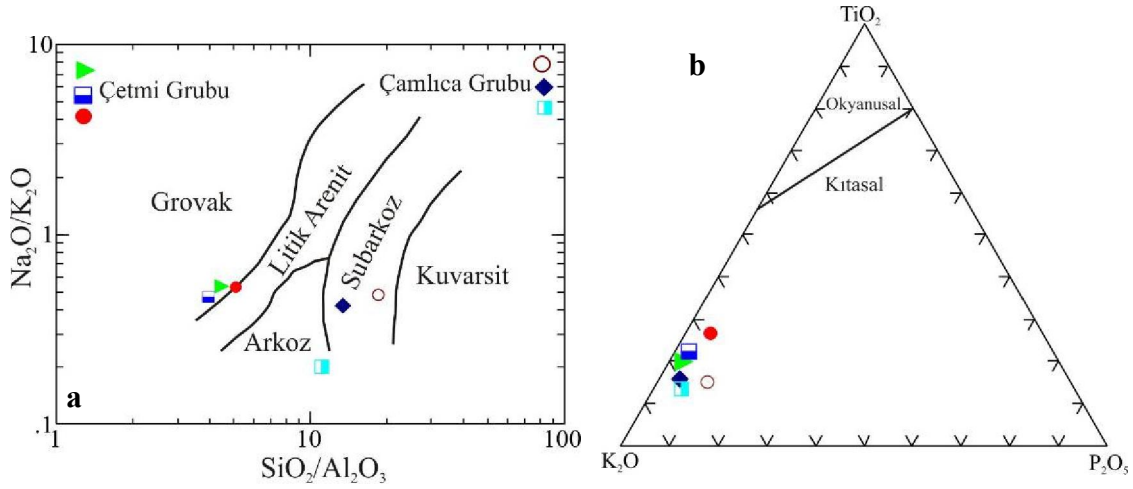 10
1
.1
1
10
100
Na₂O/K₂O
SiO₂/Al₂O₃
Çetmi Grubu
Çamlıca Grubu
Grovak
Litik Arenit
Subarkoz
Kuvarsit
Arkoz
a
b
TiO₂
Okyanusal
Kıtasal
K₂O
P₂O₅